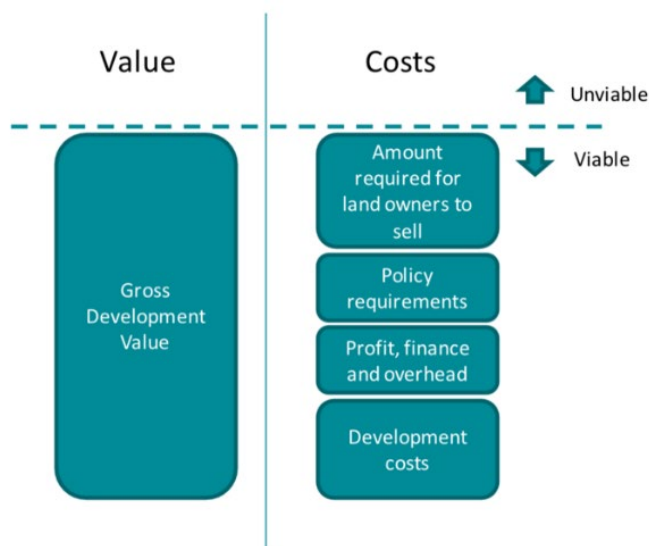 Value
Costs
Unviable
Viable
Gross
Development
Value
Amount
required for
land owners to
sell
Policy
requirements
Profit, finance
and overhead
Development
costs